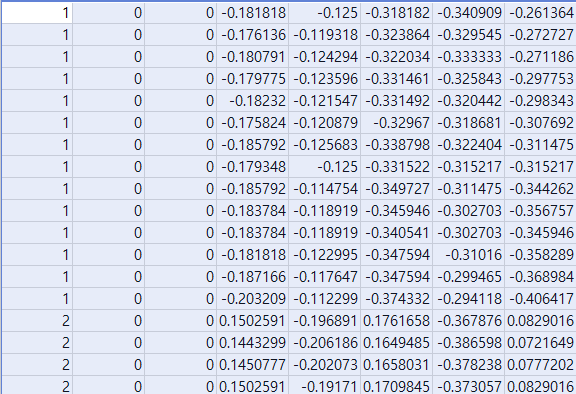 1 0 0 -0.181818 -0.125 -0.318182 -0.340909 -0.261364
1 0 0 -0.176136 -0.119318 -0.323864 -0.329545 -0.272727
1 0 0 -0.180791 -0.124294 -0.322034 -0.333333 -0.271186
1 0 0 -0.179775 -0.123596 -0.331461 -0.325843 -0.297753
1 0 0 -0.18232 -0.121547 -0.331492 -0.320442 -0.298343
1 0 0 -0.175824 -0.120879 -0.32967 -0.318681 -0.307692
1 0 0 -0.185792 -0.125683 -0.338798 -0.322404 -0.311475
1 0 0 -0.179348 -0.125 -0.331522 -0.315217 -0.315217
1 0 0 -0.185792 -0.114754 -0.349727 -0.311475 -0.344262
1 0 0 -0.183784 -0.118919 -0.345946 -0.302703 -0.356757
1 0 0 -0.183784 -0.118919 -0.340541 -0.302703 -0.345946
1 0 0 -0.181818 -0.122995 -0.347594 -0.31016 -0.358289
1 0 0 -0.187166 -0.117647 -0.347594 -0.299465 -0.368984
1 0 0 -0.203209 -0.112299 -0.374332 -0.294118 -0.406417
2 0 0 0.1502591 -0.196891 0.1761658 -0.367876 0.0829016
2 0 0 0.1443299 -0.206186 0.1649485 -0.386598 0.0721649
2 0 0 0.1450777 -0.202073 0.1658031 -0.378238 0.0777202
2 0 0 0.1502591 -0.19171 0.1709845 -0.373057 0.0829016